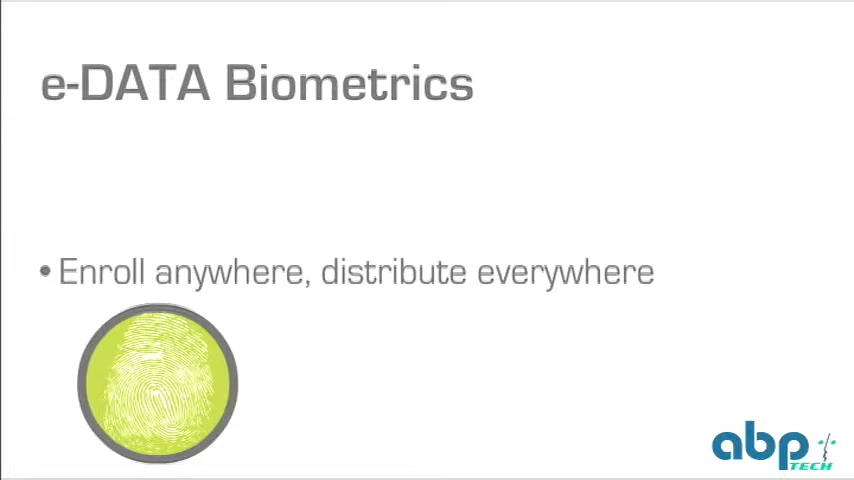 e-DATA Biometrics
• Enroll anywhere, distribute everywhere
abp
TECH